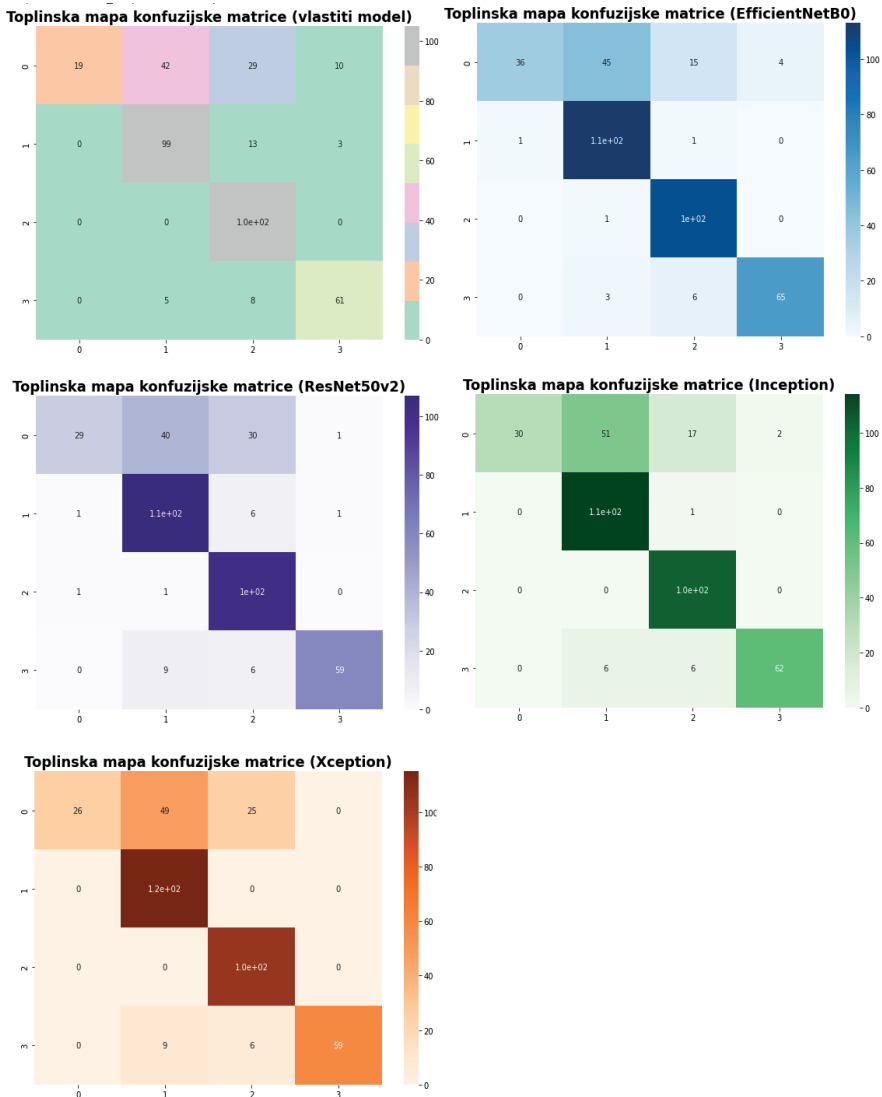 Toplinska mapa konfuzijske matrice (vlastiti model)
0 19 42 29 10
1 0 99 13 3
2 0 0 1.0e+02 0
3 0 5 8 61
0 1 2 3
100
80
60
40
20
0
Toplinska mapa konfuzijske matrice (EfficientNetB0)
0 36 45 15 4
1 1 1.1e+02 1 0
2 0 1 1e+02 0
3 0 3 6 65
0 1 2 3
100
80
60
40
20
0
Toplinska mapa konfuzijske matrice (ResNet50v2)
0 29 40 30 1
1 1 1.1e+02 6 1
2 1 1 1e+02 0
3 0 9 6 59
0 1 2 3
100
80
60
40
20
0
Toplinska mapa konfuzijske matrice (Inception)
0 30 51 17 2
1 0 1.1e+02 1 0
2 0 0 1.0e+02 0
3 0 6 6 62
0 1 2 3
100
80
60
40
20
0
Toplinska mapa konfuzijske matrice (Xception)
0 26 49 25 0
1 0 1.2e+02 0 0
2 0 0 1.0e+02 0
3 0 9 6 59
0 1 2 3
100
80
60
40
20
0